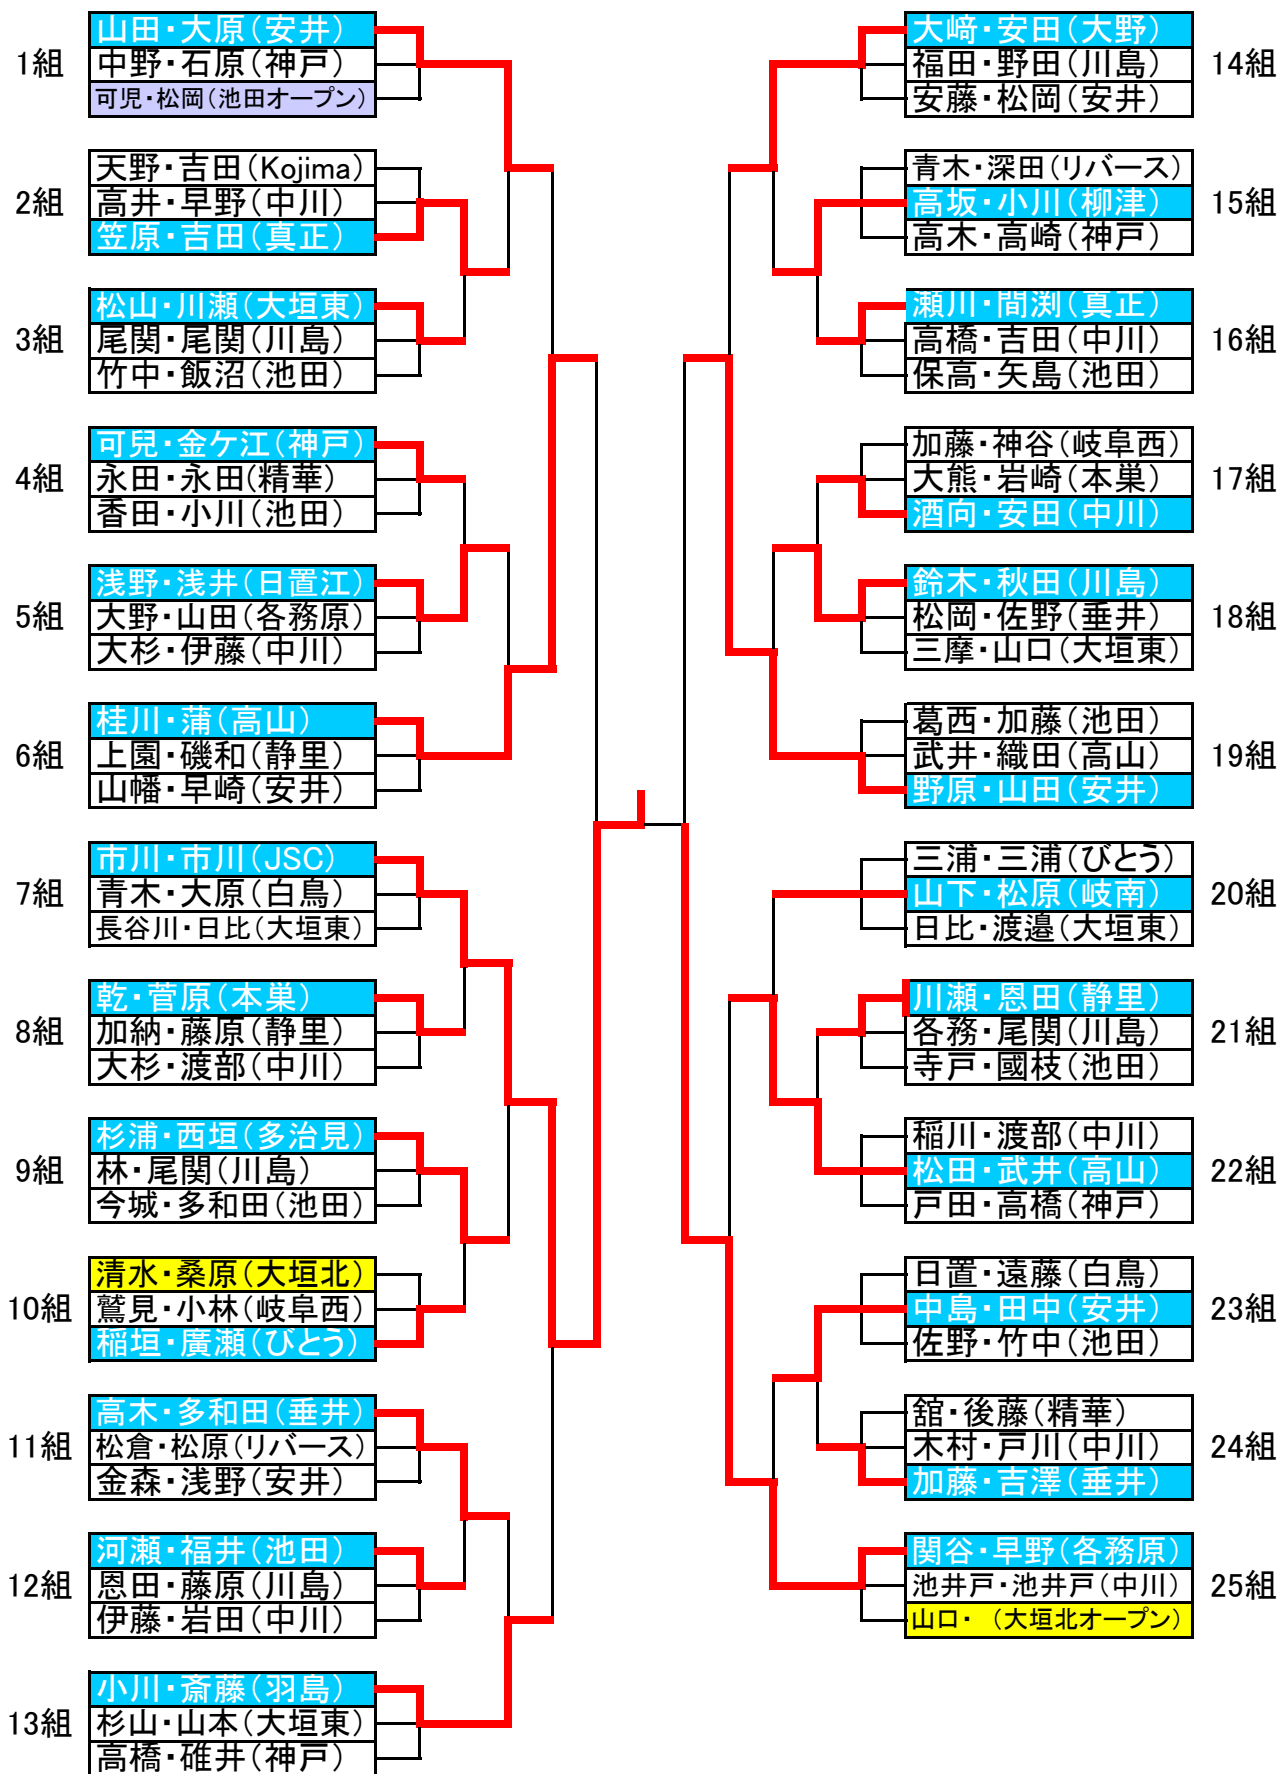 1組
山田・大原(安井)
中野・石原(神戸)
可児・松岡(池田オープン)
2組
天野・吉田(Kojima)
高井・早野(中川)
笠原・吉田(真正)
3組
松山・川瀬(大垣東)
尾関・尾関(川島)
竹中・飯沼(池田)
4組
可兒・金ケ江(神戸)
永田・永田(精華)
香田・小川(池田)
5組
浅野・浅井(日置江)
大野・山田(各務原)
大杉・伊藤(中川)
6組
桂川・蒲(高山)
上園・磯和(静里)
山幡・早崎(安井)
7組
市川・市川(JSC)
青木・大原(白鳥)
長谷川・日比(大垣東)
8組
乾・菅原(本巣)
加納・藤原(静里)
大杉・渡部(中川)
9組
杉浦・西垣(多治見)
林・尾関(川島)
今城・多和田(池田)
10組
清水・桑原(大垣北)
鷲見・小林(岐阜西)
稲垣・廣瀬(びとう)
11組
高木・多和田(垂井)
松倉・松原(リバース)
金森・浅野(安井)
12組
河瀬・福井(池田)
恩田・藤原(川島)
伊藤・岩田(中川)
13組
小川・斎藤(羽島)
杉山・山本(大垣東)
高橋・碓井(神戸)
14組
大﨑・安田(大野)
福田・野田(川島)
安藤・松岡(安井)
15組
青木・深田(リバース)
高坂・小川(柳津)
高木・高崎(神戸)
16組
瀬川・間渕(真正)
高橋・吉田(中川)
保高・矢島(池田)
17組
加藤・神谷(岐阜西)
大熊・岩崎(本巣)
酒向・安田(中川)
18組
鈴木・秋田(川島)
松岡・佐野(垂井)
三摩・山口(大垣東)
19組
葛西・加藤(池田)
武井・織田(高山)
野原・山田(安井)
20組
三浦・三浦(びとう)
山下・松原(岐南)
日比・渡邉(大垣東)
21組
川瀬・恩田(静里)
各務・尾関(川島)
寺戸・國枝(池田)
22組
稲川・渡部(中川)
松田・武井(高山)
戸田・高橋(神戸)
23組
日置・遠藤(白鳥)
中島・田中(安井)
佐野・竹中(池田)
24組
舘・後藤(精華)
木村・戸川(中川)
加藤・吉澤(垂井)
25組
関谷・早野(各務原)
池井戸・池井戸(中川)
山口・ (大垣北オープン)